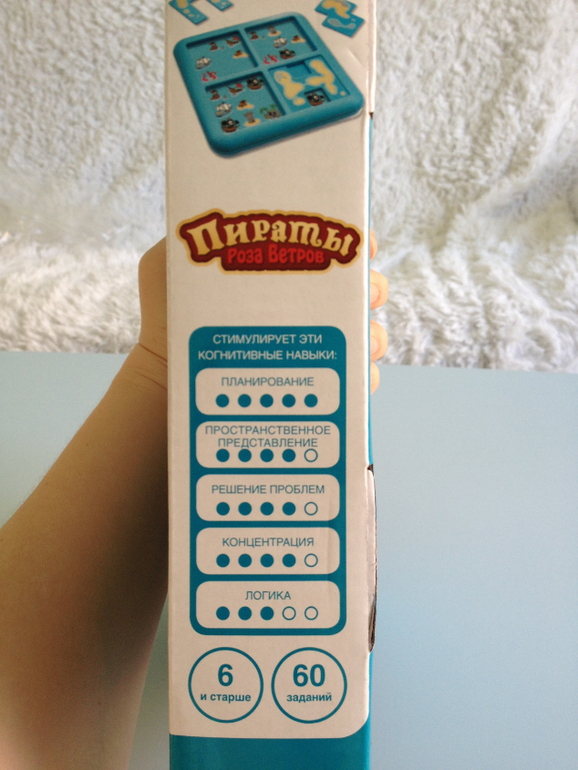 Пираты
Роза Ветров
СТИМУЛИРУЕТ ЭТИ
КОГНИТИВНЫЕ НАВЫКИ:
ПЛАНИРОВАНИЕ
ПРОСТРАНСТВЕННОЕ
ПРЕДСТАВЛЕНИЕ
РЕШЕНИЕ ПРОБЛЕМ
КОНЦЕНТРАЦИЯ
ЛОГИКА
6
и старше
60
заданий